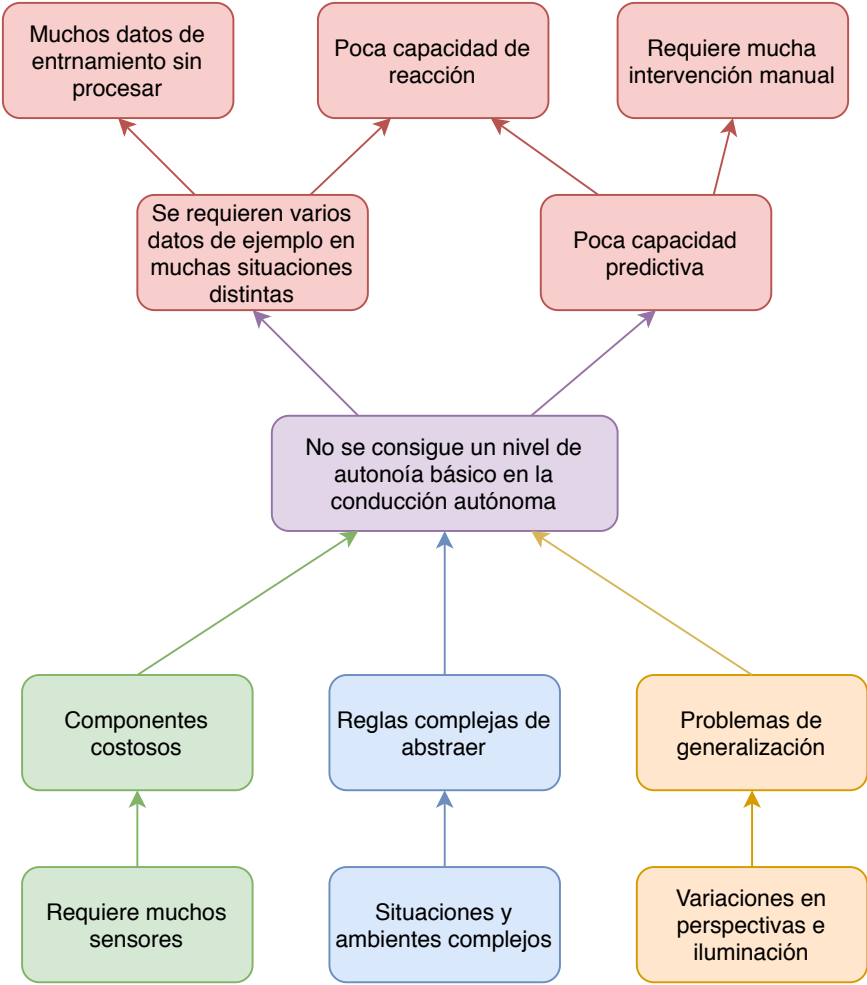 Muchos datos de
entrnamiento sin
procesar
Poca capacidad de
reacción
Requiere mucha
intervención manual
Se requieren varios
datos de ejemplo en
muchas situaciones
distintas
Poca capacidad
predictiva
No se consigue un nivel de
autonoía básico en la
conducción autónoma
Componentes
costosos
Reglas complejas de
abstraer
Problemas de
generalización
Requiere muchos
sensores
Situaciones y
ambientes complejos
Variaciones en
perspectivas e
iluminación